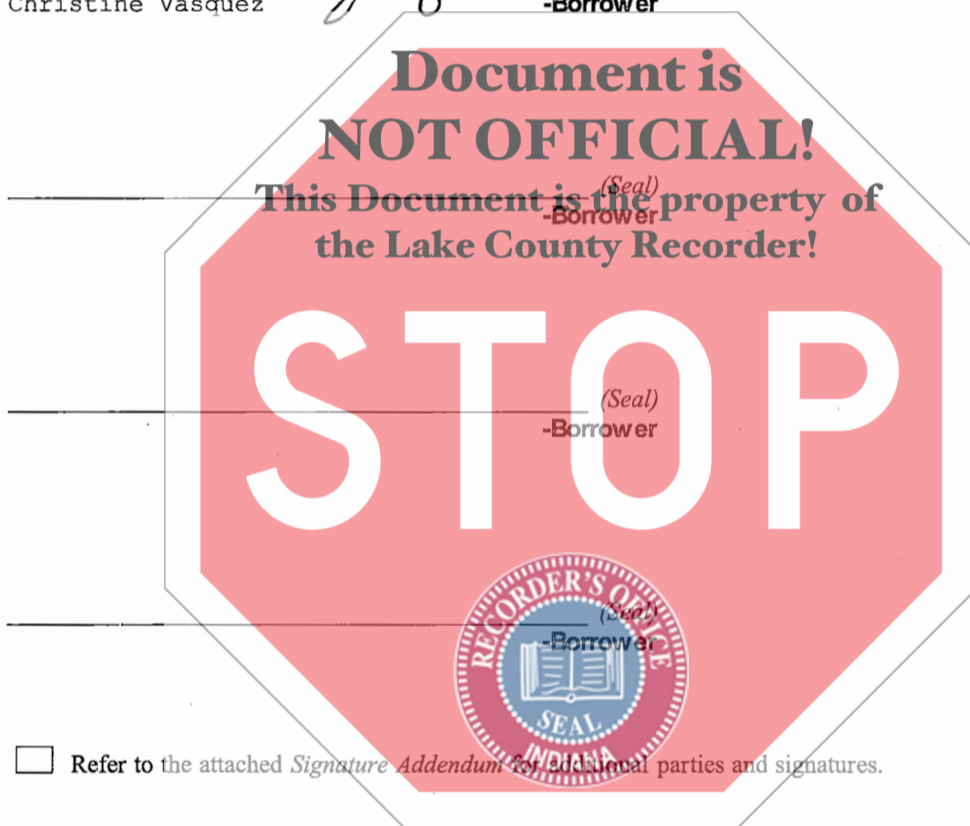 Christine Vasquez -Borrower
Document is
NOT OFFICIAL!
(Seal)
This Document is the property of
-Borrower
the Lake County Recorder!
STOP
(Seal)
-Borrower
RECORDER'S OFFICE
(Seal)
-Borrower
SEAL
INDIANA
Refer to the attached Signature Addendum for additional parties and signatures.